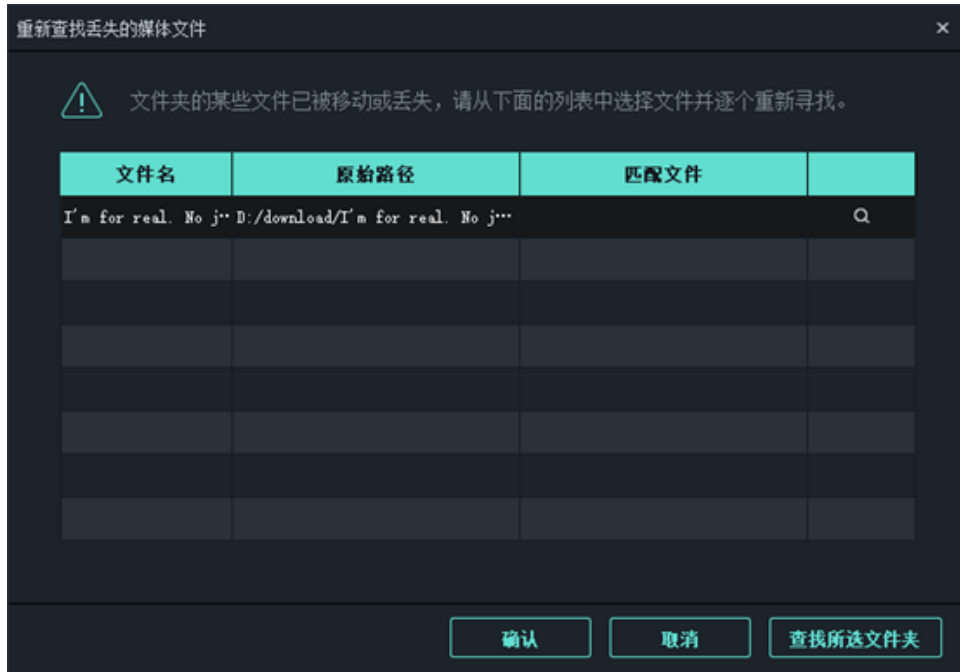 重新查找丢失的媒体文件
文件夹的某些文件已被移动或丢失，请从下面的列表中选择文件并逐个重新寻找。
文件名 原始路径 匹配文件
I'm for real. No j… D:/download/I'm for real. No j…
确认 取消 查找所选文件夹